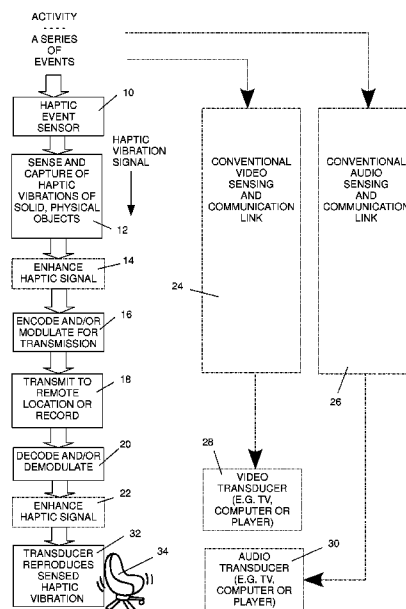 ACTIVITY
A SERIES
OF
EVENTS
10
HAPTIC
EVENT
SENSOR
HAPTIC
VIBRATION
SIGNAL
SENSE AND
CAPTURE OF
HAPTIC
VIBRATIONS
OF
SOLID, PHYSICAL
OBJECTS
12
14
ENHANCE
HAPTIC SIGNAL
16
ENCODE AND/OR
MODULATE FOR
TRANSMISSION
18
TRANSMIT TO
REMOTE
LOCATION OR
RECORD
20
DECODE AND/OR
DEMODULATE
22
ENHANCE
HAPTIC SIGNAL
32
TRANSDUCER
REPRODUCES
SENSED
HAPTIC
VIBRATION
34
CONVENTIONAL
VIDEO
SENSING
AND
COMMUNICATION
LINK
24
28
VIDEO
TRANSDUCER
(E.G. TV,
COMPUTER OR
PLAYER)
CONVENTIONAL
AUDIO
SENSING
AND
COMMUNICATION
LINK
26
30
AUDIO
TRANSDUCER
(E.G. TV,
COMPUTER OR
PLAYER)